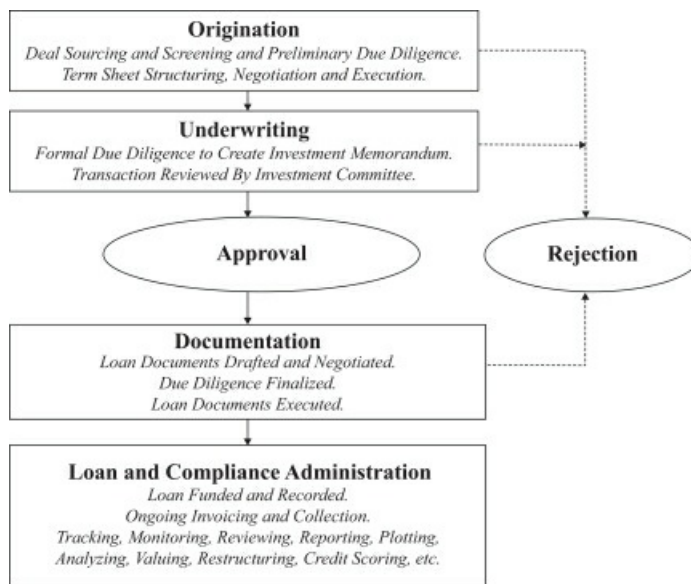 Origination
Deal Sourcing and Screening and Preliminary Due Diligence.
Term Sheet Structuring, Negotiation and Execution.
Underwriting
Formal Due Diligence to Create Investment Memorandum.
Transaction Reviewed By Investment Committee.
Approval
Rejection
Documentation
Loan Documents Drafted and Negotiated.
Due Diligence Finalized.
Loan Documents Executed.
Loan and Compliance Administration
Loan Funded and Recorded.
Ongoing Invoicing and Collection.
Tracking, Monitoring, Reviewing, Reporting, Plotting,
Analyzing, Valuing, Restructuring, Credit Scoring, etc.